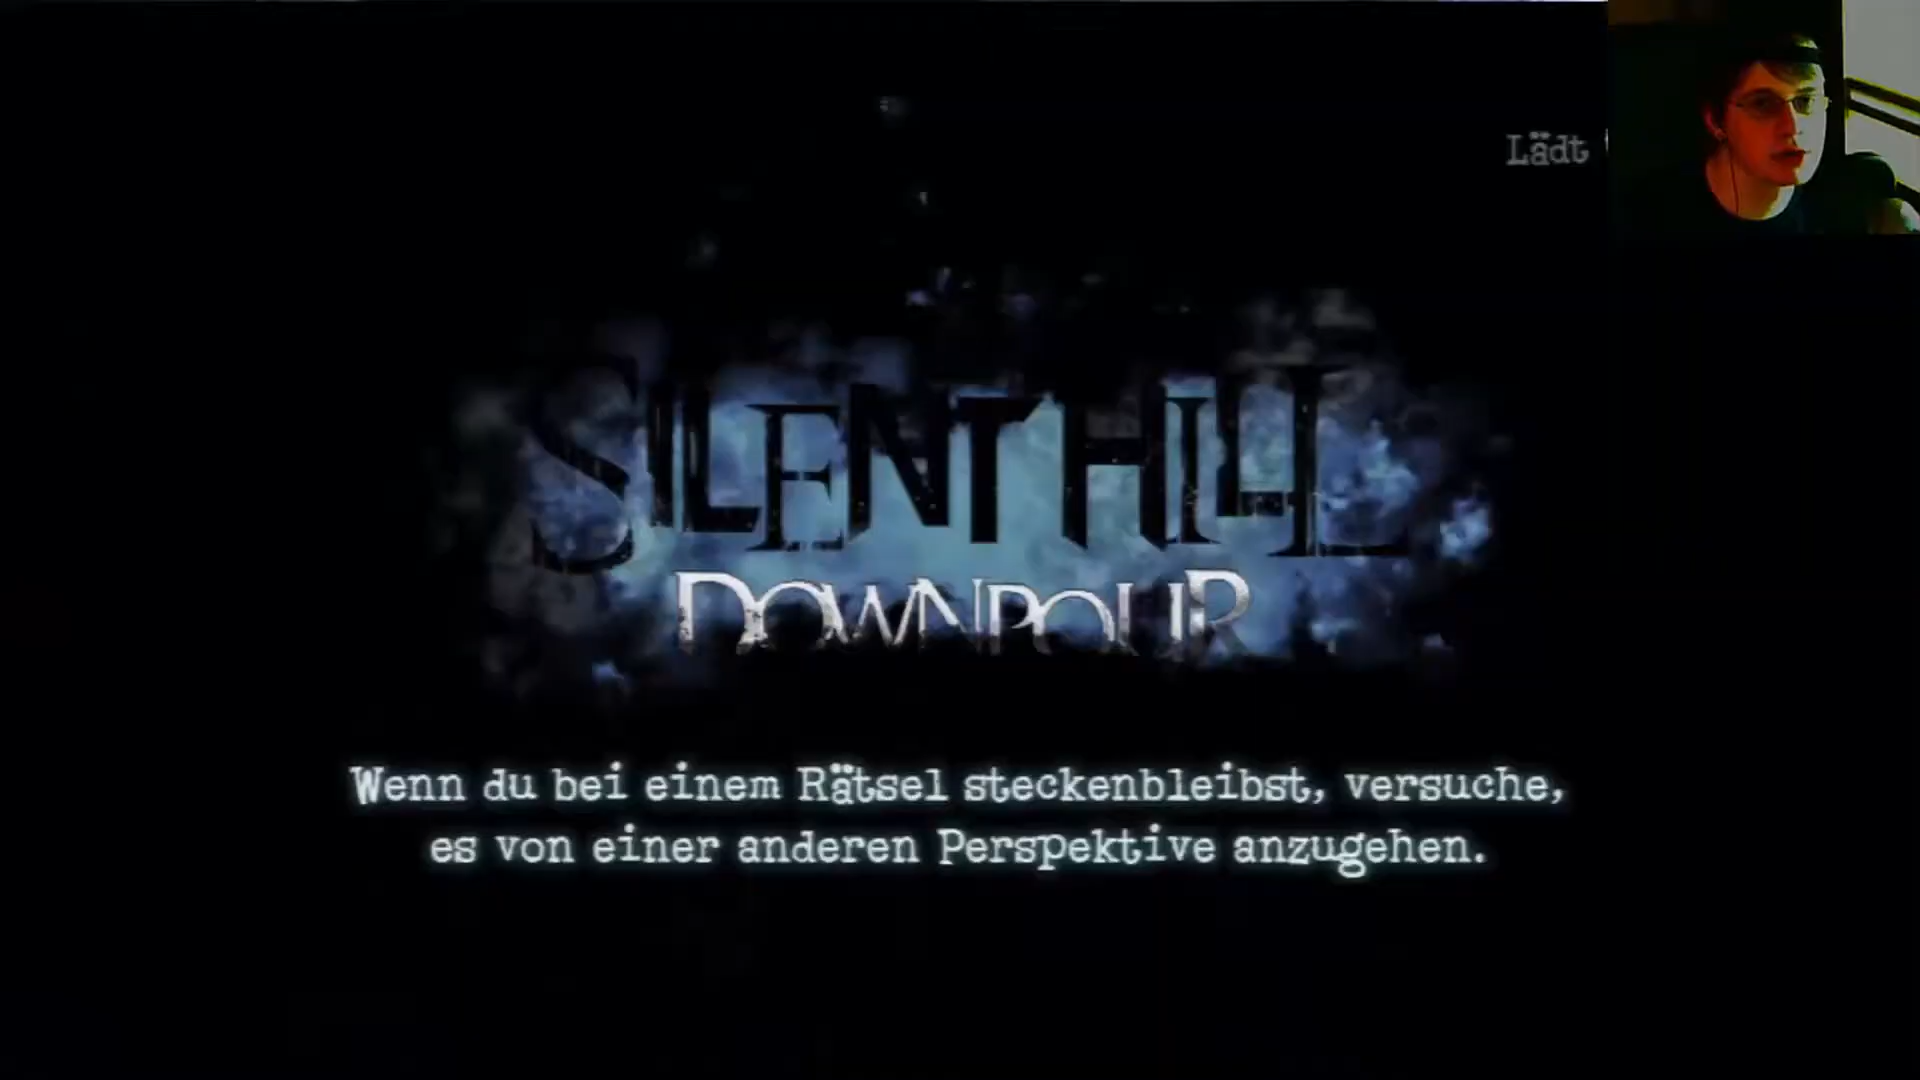 Lädt
SILENT HILL
DOWNPOUR
Wenn du bei einem Rätsel steckenbleibst, versuche,
es von einer anderen Perspektive anzugehen.